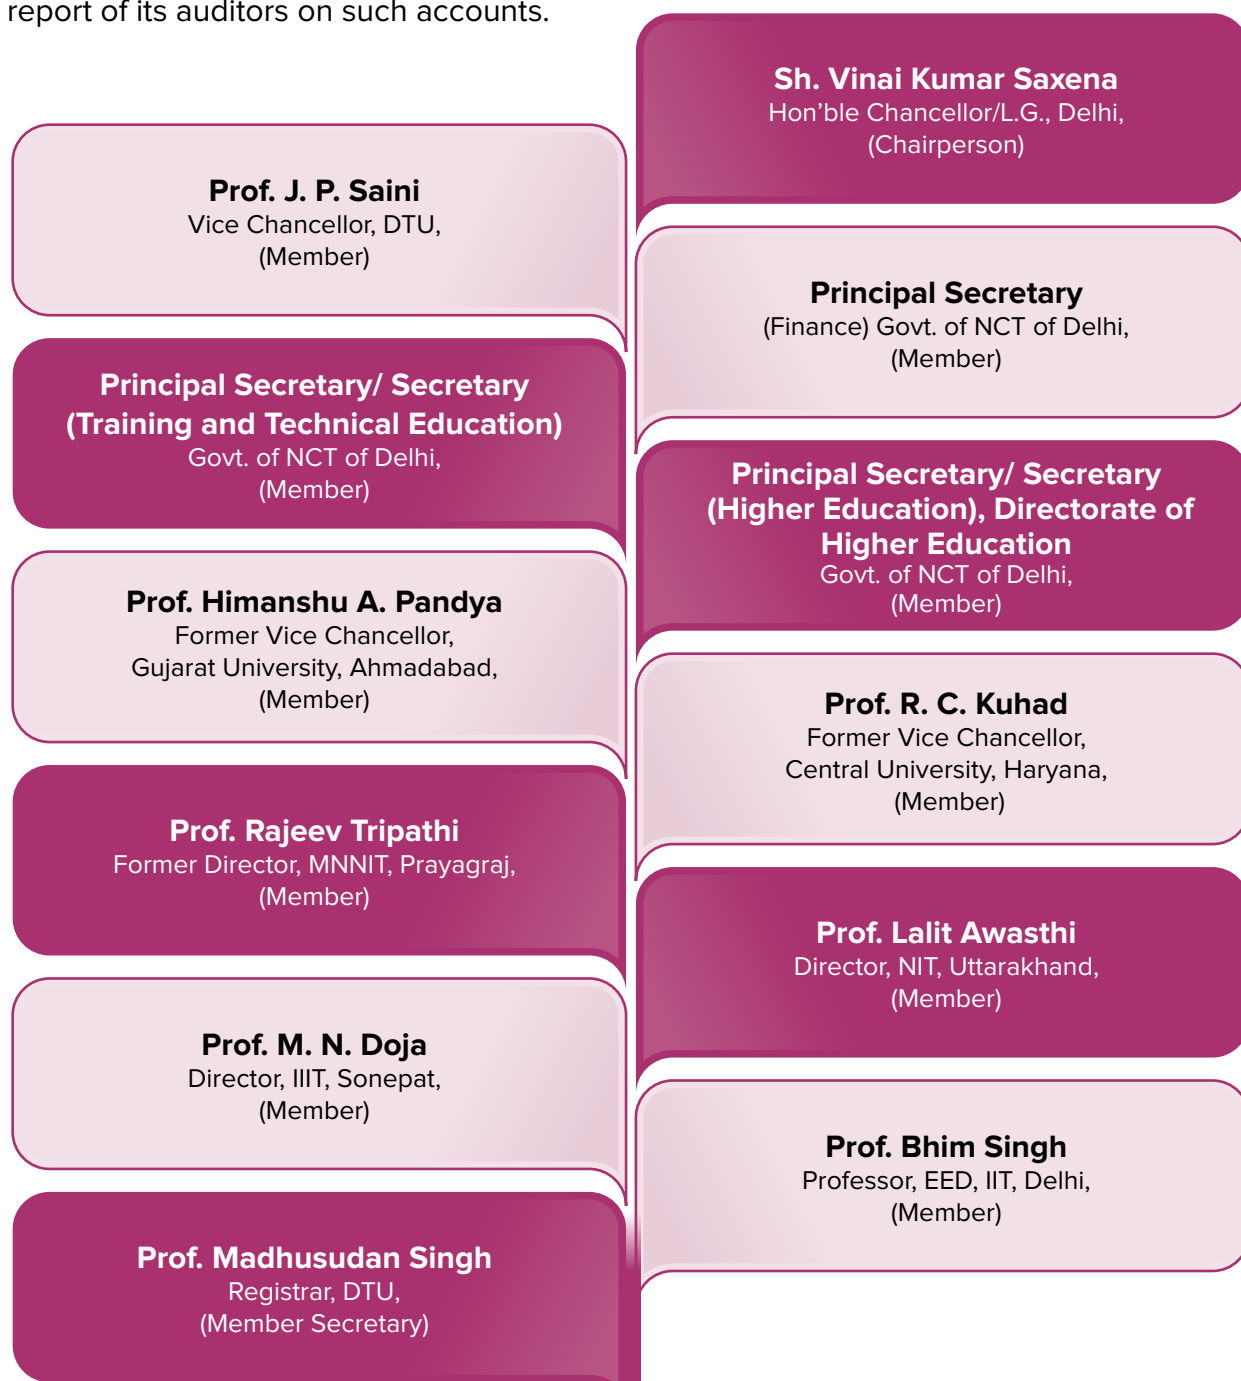 report of its auditors on such accounts.
Sh. Vinai Kumar Saxena
Hon'ble Chancellor/L.G., Delhi,
(Chairperson)
Prof. J. P. Saini
Vice Chancellor, DTU,
(Member)
Principal Secretary
(Finance) Govt. of NCT of Delhi,
(Member)
Principal Secretary/ Secretary
(Training and Technical Education)
Govt. of NCT of Delhi,
(Member)
Principal Secretary/ Secretary
(Higher Education), Directorate of
Higher Education
Govt. of NCT of Delhi,
(Member)
Prof. Himanshu A. Pandya
Former Vice Chancellor,
Gujarat University, Ahmadabad,
(Member)
Prof. R. C. Kuhad
Former Vice Chancellor,
Central University, Haryana,
(Member)
Prof. Rajeev Tripathi
Former Director, MNNIT, Prayagraj,
(Member)
Prof. Lalit Awasthi
Director, NIT, Uttarakhand,
(Member)
Prof. M. N. Doja
Director, IIIT, Sonepat,
(Member)
Prof. Bhim Singh
Professor, EED, IIT, Delhi,
(Member)
Prof. Madhusudan Singh
Registrar, DTU,
(Member Secretary)